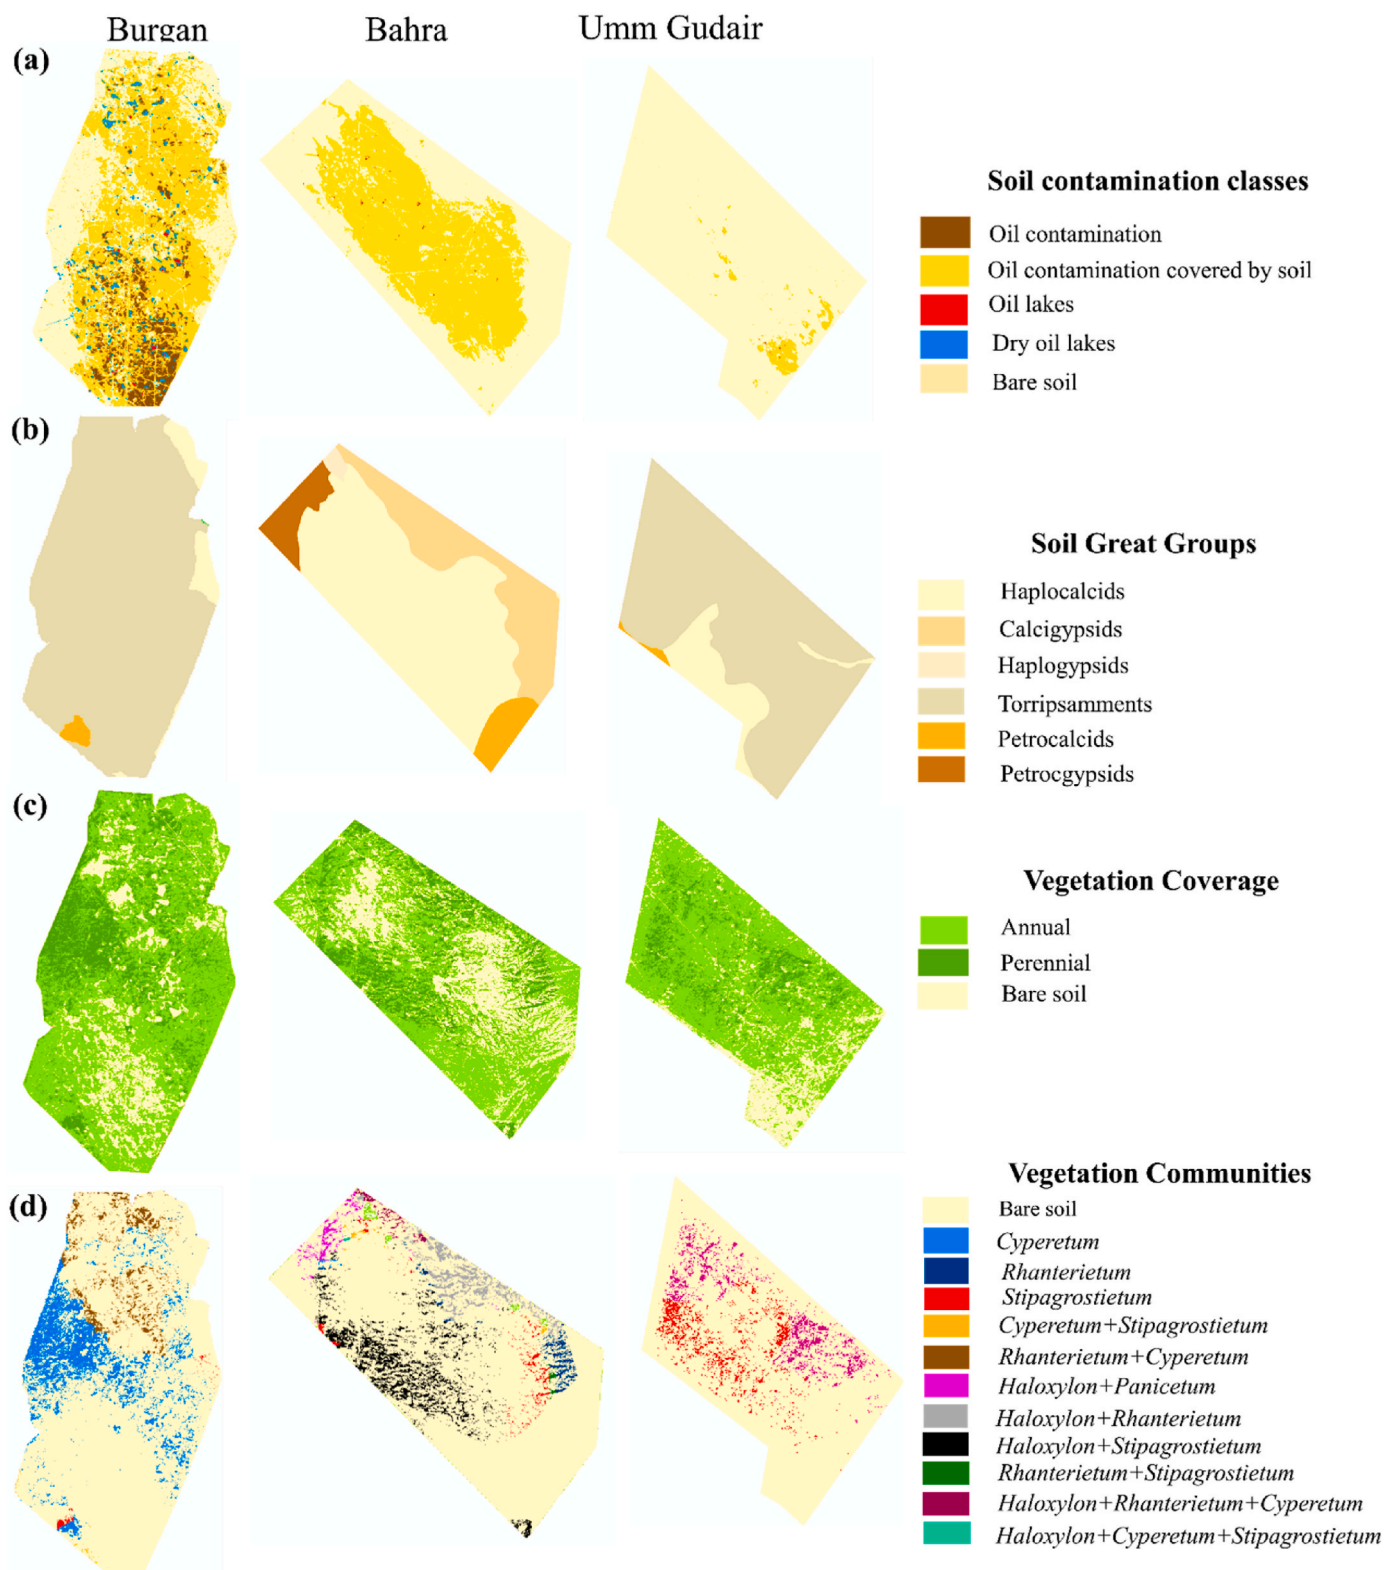 Burgan Bahra Umm Gudair
(a)
Soil contamination classes
Oil contamination
Oil contamination covered by soil
Oil lakes
Dry oil lakes
Bare soil
(b)
Soil Great Groups
Haplocalcids
Calcigypsids
Haplogypsids
Torripsamments
Petrocalcids
Petrocgypsids
(c)
Vegetation Coverage
Annual
Perennial
Bare soil
(d)
Vegetation Communities
Bare soil
Cyperetum
Rhanterietum
Stipagrostietum
Cyperetum+Stipagrostietum
Rhanterietum+Cyperetum
Haloxylon+Panicetum
Haloxylon+Rhanterietum
Haloxylon+Stipagrostietum
Rhanterietum+Stipagrostietum
Haloxylon+Rhanterietum+Cyperetum
Haloxylon+Cyperetum+Stipagrostietum